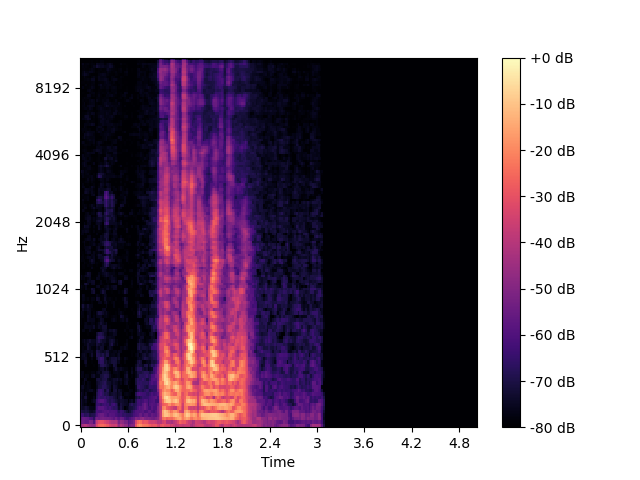 8192
4096
2048
1024
512
0
Hz
0 0.6 1.2 1.8 2.4 3 3.6 4.2 4.8
Time
+0 dB
-10 dB
-20 dB
-30 dB
-40 dB
-50 dB
-60 dB
-70 dB
-80 dB